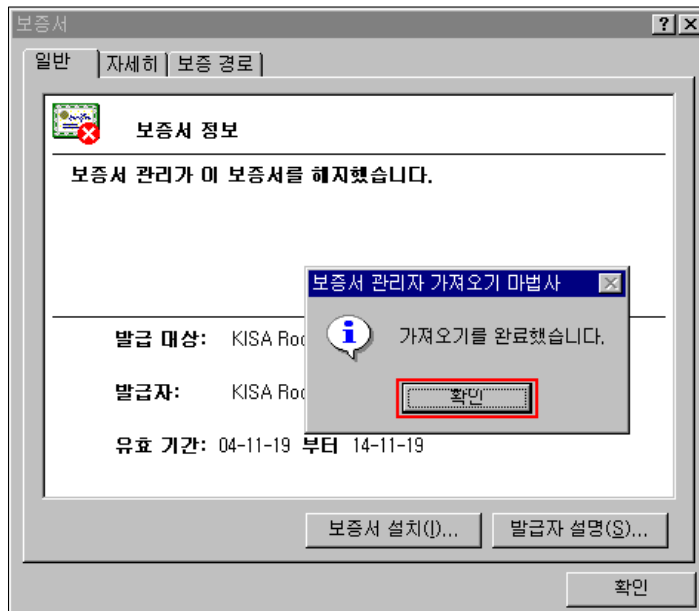 보증서
일반 자세히 보증 경로
보증서 정보
보증서 관리가 이 보증서를 해지했습니다.
보증서 관리자 가져오기 마법사
가져오기를 완료했습니다.
확인
발급 대상: KISA Roo
발급자: KISA Roo
유효 기간: 04-11-19 부터 14-11-19
보증서 설치(I)... 발급자 설명(S)...
확인